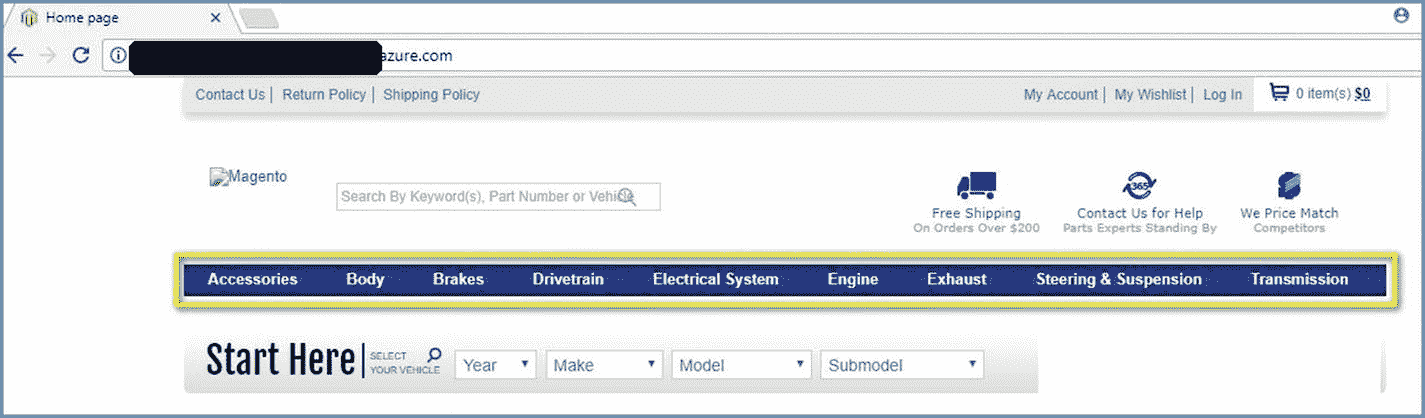 Home page
azure.com
Contact Us | Return Policy | Shipping Policy
My Account | My Wishlist | Log In
0 item(s) $0
Magento
Search By Keyword(s), Part Number or Vehicle
365
Free Shipping
On Orders Over $200
Contact Us for Help
Parts Experts Standing By
We Price Match
Competitors
Accessories Body Brakes Drivetrain Electrical System Engine Exhaust Steering & Suspension Transmission
Start Here
SELECT
YOUR VEHICLE
Year Make Model Submodel